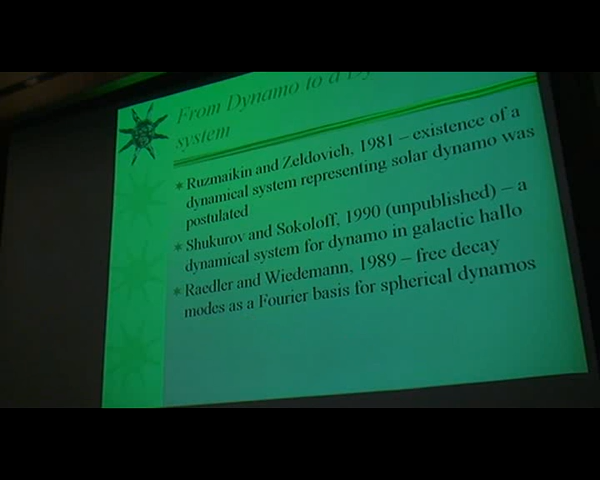 From Dynamo to a
system
Ruzmaikin and Zeldovich, 1981 – existence of a
dynamical system representing solar dynamo was
postulated
Shukurov and Sokoloff, 1990 (unpublished) – a
dynamical system for dynamo in galactic hallo
Raedler and Wiedemann, 1989 – free decay
modes as a Fourier basis for spherical dynamos